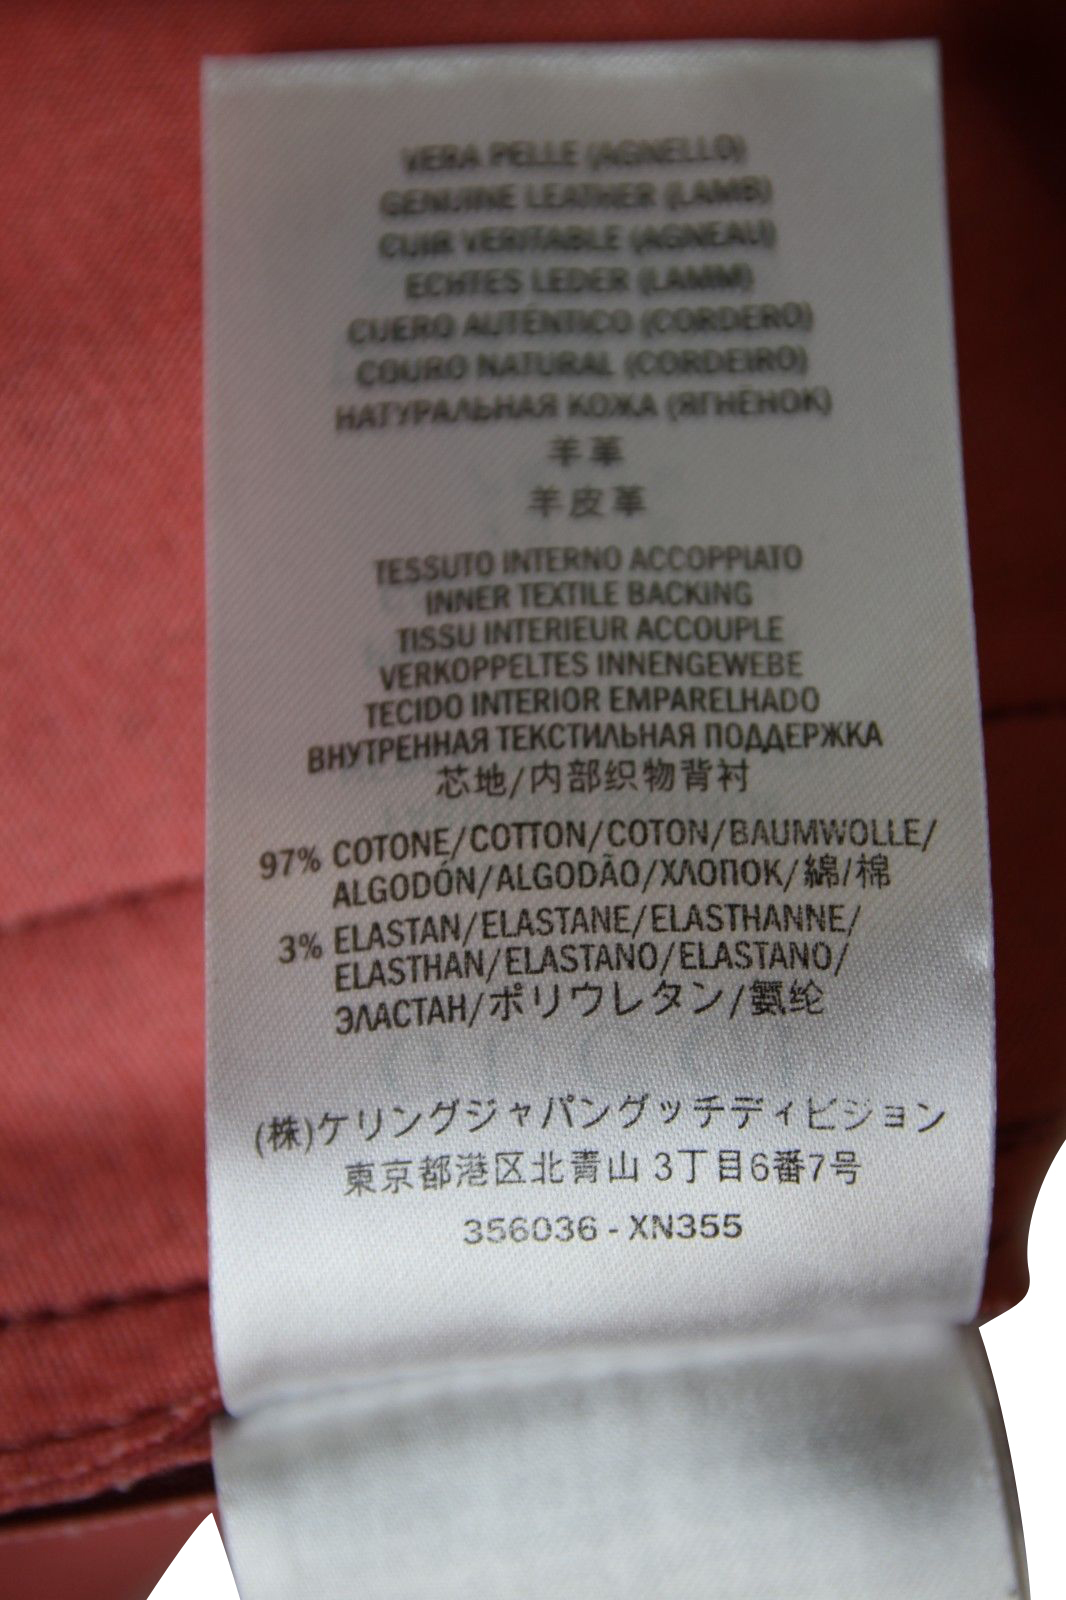 VERA PELLE (AGNELLO)
GENUINE LEATHER (LAMB)
CUIR VERITABLE (AGNEAU)
ECHTES LEDER (LAMM)
CUERO AUTÉNTICO (CORDERO)
COURO NATURAL (CORDEIRO)
НАТУРАЛЬНАЯ КОЖА (ЯГНЁНОК)
羊革
羊皮革
TESSUTO INTERNO ACCOPPIATO
INNER TEXTILE BACKING
TISSU INTERIEUR ACCOUPLE
VERKOPPELTES INNENGEWEBE
TECIDO INTERIOR EMPARELHADO
ВНУТРЕННАЯ ТЕКСТИЛЬНАЯ ПОДДЕРЖКА
芯地/内部织物背衬
97% COTONE/COTTON/COTON/BAUMWOLLE/
ALGODÓN/ALGODÃO/ХЛОПОК/綿/棉
3% ELASTAN/ELASTANE/ELASTHANNE/
ELASTHAN/ELASTANO/ELASTANO/
ЭЛАСТАН/ポリウレタン/氨纶
(株)ケリングジャパングッチディビジョン
東京都港区北青山 3丁目6番7号
356036 - XN355